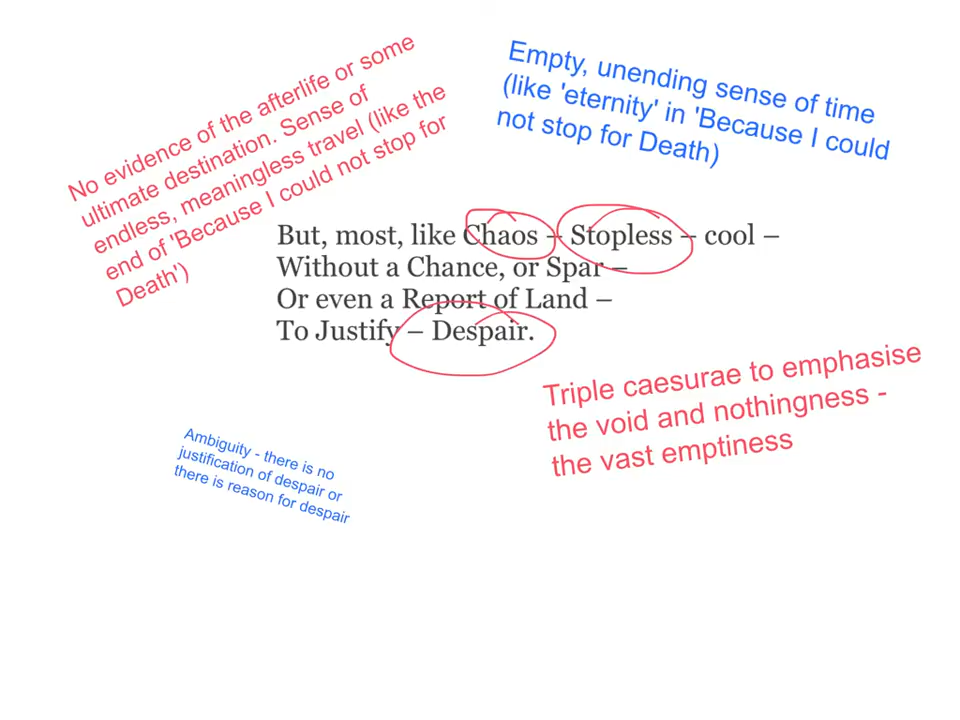 No evidence of the afterlife or some
ultimate destination. Sense of
endless, meaningless travel (like the
end of 'Because I could not stop for
Death')
Empty, unending sense of time
(like 'eternity' in 'Because I could
not stop for Death)
But, most, like Chaos – Stopless – cool –
Without a Chance, or Spar –
Or even a Report of Land –
To Justify – Despair.
Triple caesurae to emphasise
the void and nothingness -
the vast emptiness
Ambiguity - there is no
justification of despair or
there is reason for despair